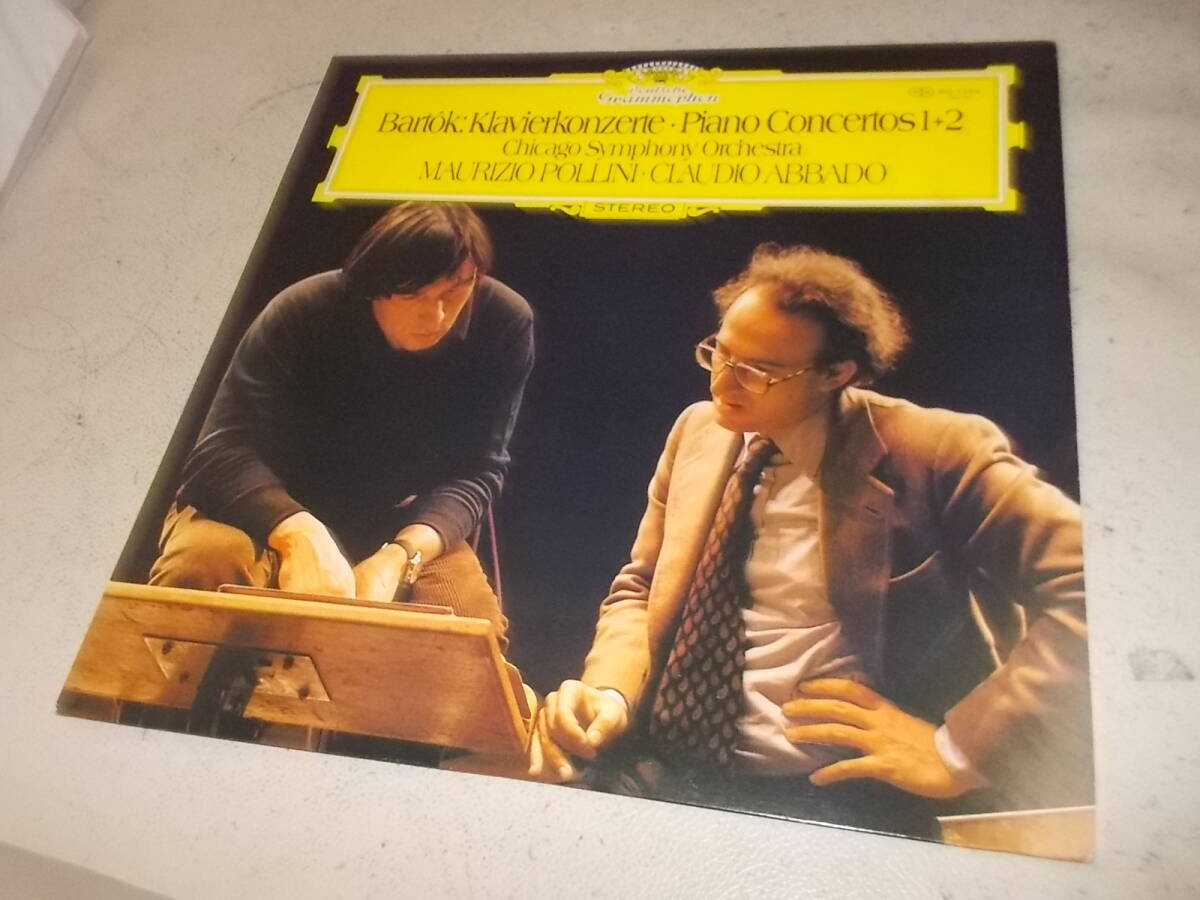 Deutsche
Grammophon
Bartók: Klavierkonzerte · Piano Concertos 1+2
Chicago Symphony Orchestra
MAURIZIO POLLINI · CLAUDIO ABBADO
STEREO